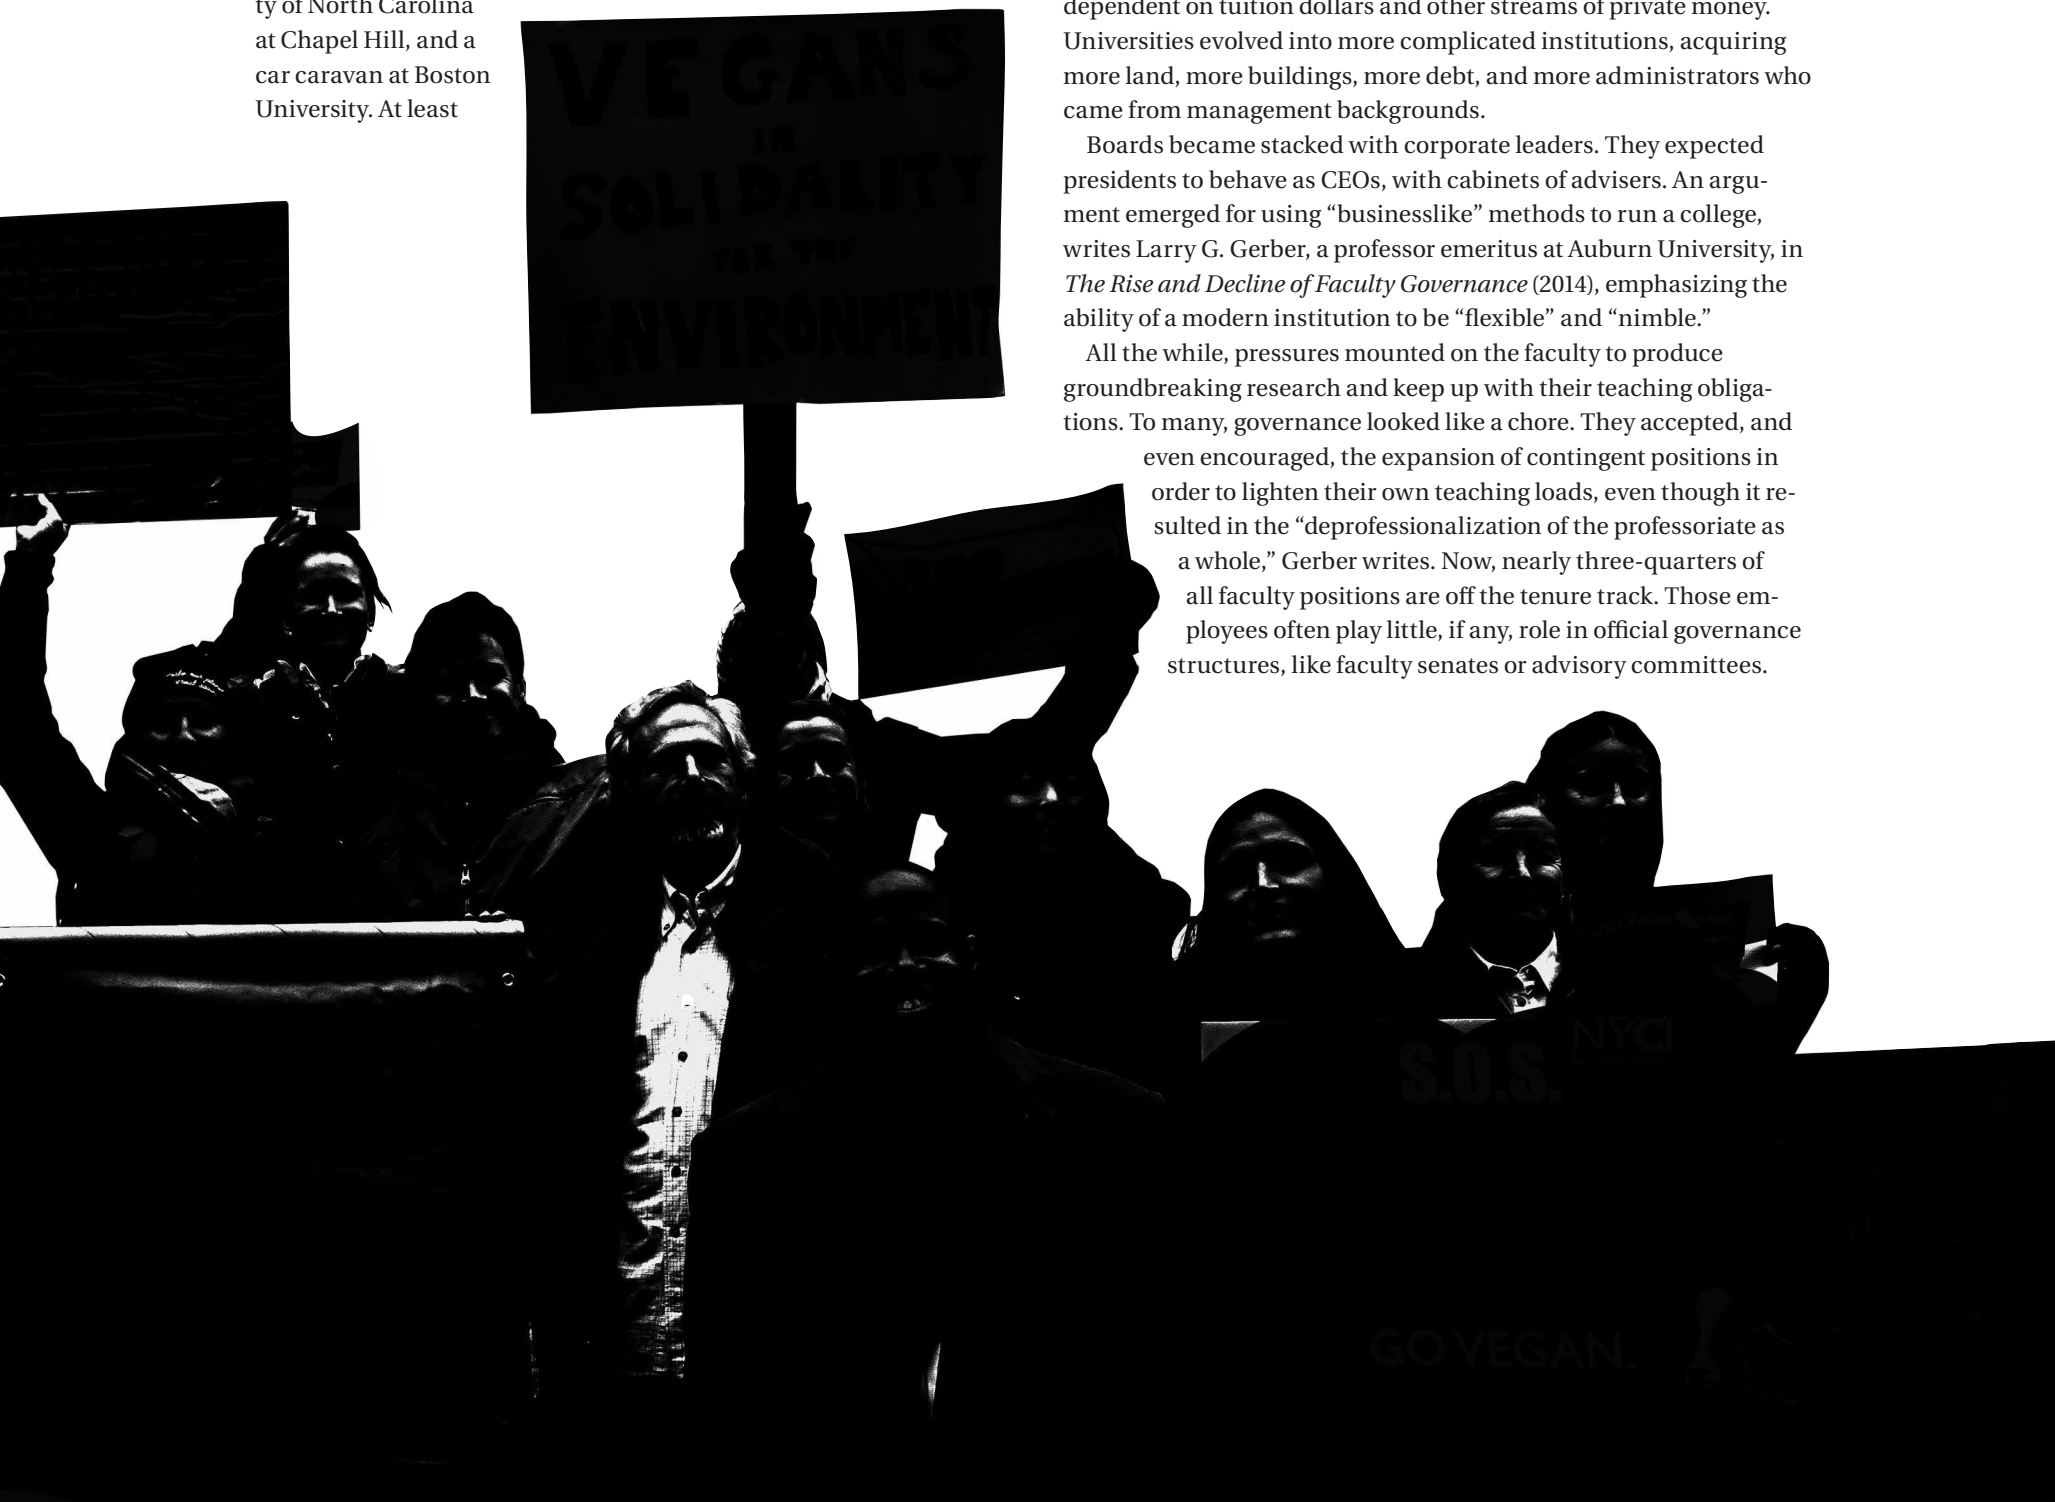 ty of North Carolina
at Chapel Hill, and a
car caravan at Boston
University. At least
VEGANS
IN
SOLIDARITY
FOR THE
ENVIRONMENT
dependent on tuition dollars and other streams of private money.
Universities evolved into more complicated institutions, acquiring
more land, more buildings, more debt, and more administrators who
came from management backgrounds.
Boards became stacked with corporate leaders. They expected
presidents to behave as CEOs, with cabinets of advisers. An argu-
ment emerged for using “businesslike” methods to run a college,
writes Larry G. Gerber, a professor emeritus at Auburn University, in
The Rise and Decline of Faculty Governance (2014), emphasizing the
ability of a modern institution to be “flexible” and “nimble.”
All the while, pressures mounted on the faculty to produce
groundbreaking research and keep up with their teaching obliga-
tions. To many, governance looked like a chore. They accepted, and
even encouraged, the expansion of contingent positions in
order to lighten their own teaching loads, even though it re-
sulted in the “deprofessionalization of the professoriate as
a whole,” Gerber writes. Now, nearly three-quarters of
all faculty positions are off the tenure track. Those em-
ployees often play little, if any, role in official governance
structures, like faculty senates or advisory committees.
S.O.S.
GO VEGAN.